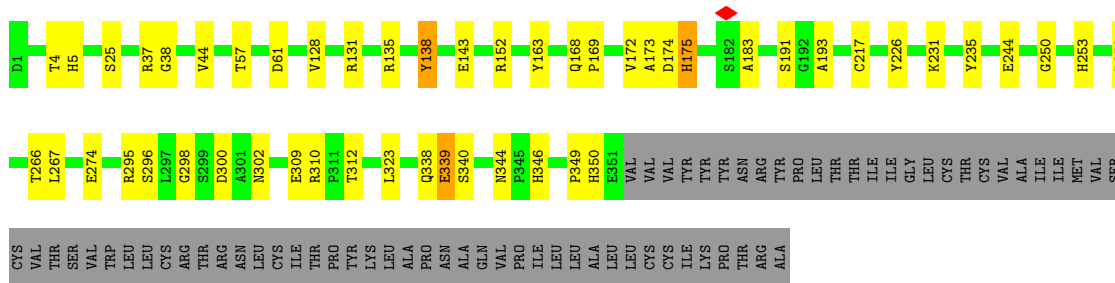 D1 T4 H5 S25 R37 G38 V44 T57 D61 V128 R131 R135 Y138 E143 R152 Y163 Q168 P169 V172 A173 D174 H175 S182 A183 S191 G192 A193 C217 Y226 K231 Y235 E244 G250 H253
T266 L267 E274 R295 S296 L297 G298 S299 D300 A301 N302 E309 R310 P311 T312 L323 Q338 E339 S340 N344 P345 H346 P349 H350 E351 VAL VAL VAL TYR TYR TYR ASN ARG TYR PRO LEU THR THR ILE ILE GLY LEU CYS THR CYS VAL ALA ILE ILE MET VAL SER
CYS VAL THR SER VAL TRP LEU LEU CYS ARG THR ARG ASN LEU CYS ILE THR PRO TYR LYS LEU ALA PRO ASN ALA GLN VAL PRO ILE LEU LEU ALA LEU LEU CYS CYS ILE LYS PRO THR ARG ALA